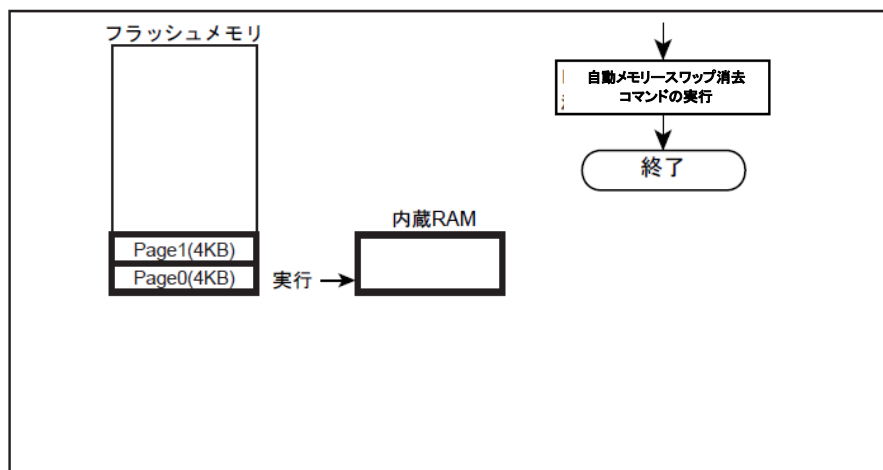 フラッシュメモリ
Page1(4KB)
Page0(4KB)
実行
内蔵RAM
自動メモリースワップ消去
コマンドの実行
終了